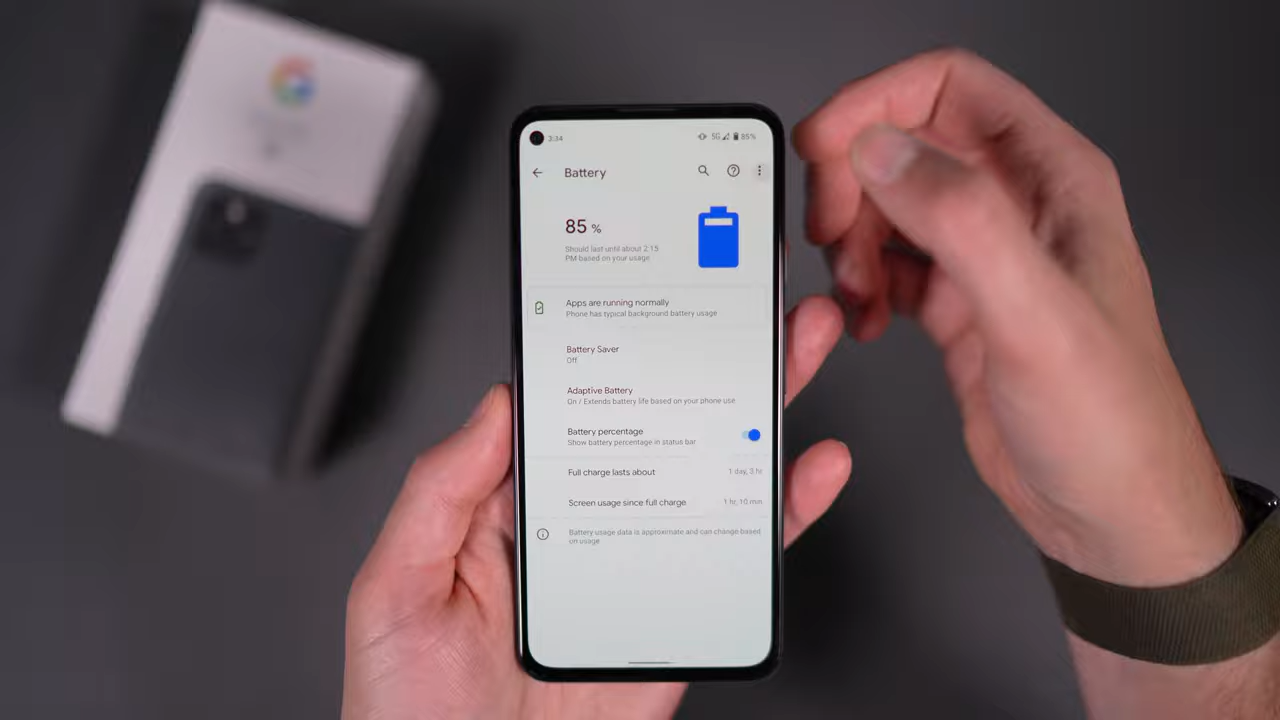 3:34 5G 85%
Battery
85 %
Should last until about 2:15
PM based on your usage
Apps are running normally
Phone has typical background battery usage
Battery Saver
Off
Adaptive Battery
On / Extends battery life based on your phone use
Battery percentage
Show battery percentage in status bar
Full charge lasts about 1 day, 3 hr
Screen usage since full charge 1 hr, 10 min
Battery usage data is approximate and can change based
on usage